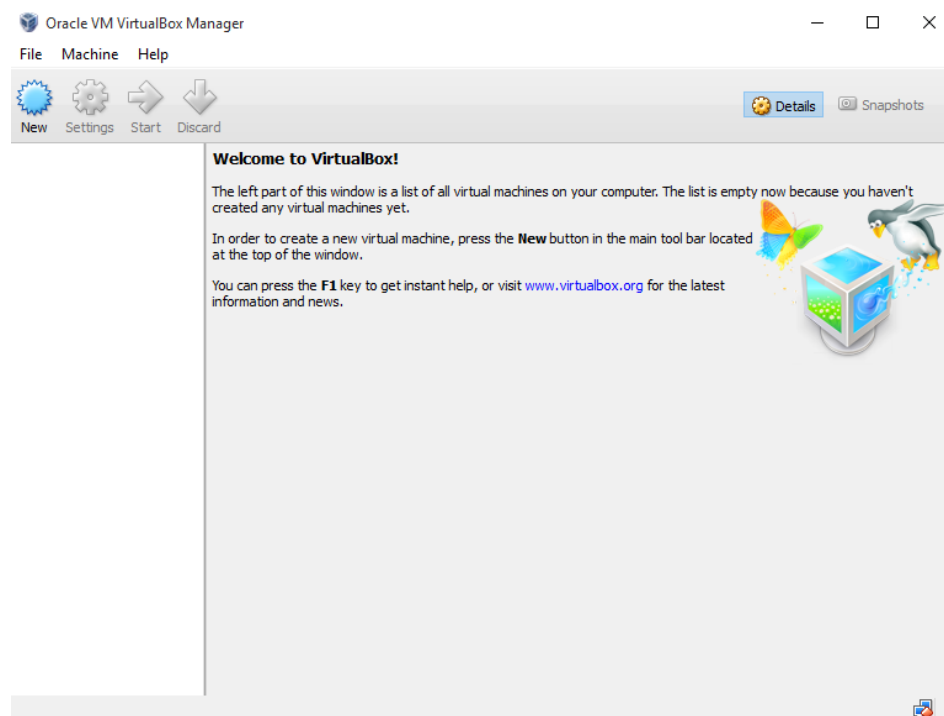 Oracle VM VirtualBox Manager
File Machine Help
New Settings Start Discard Details Snapshots
Welcome to VirtualBox!
The left part of this window is a list of all virtual machines on your computer. The list is empty now because you haven't
created any virtual machines yet.
In order to create a new virtual machine, press the New button in the main tool bar located
at the top of the window.
You can press the F1 key to get instant help, or visit www.virtualbox.org for the latest
information and news.